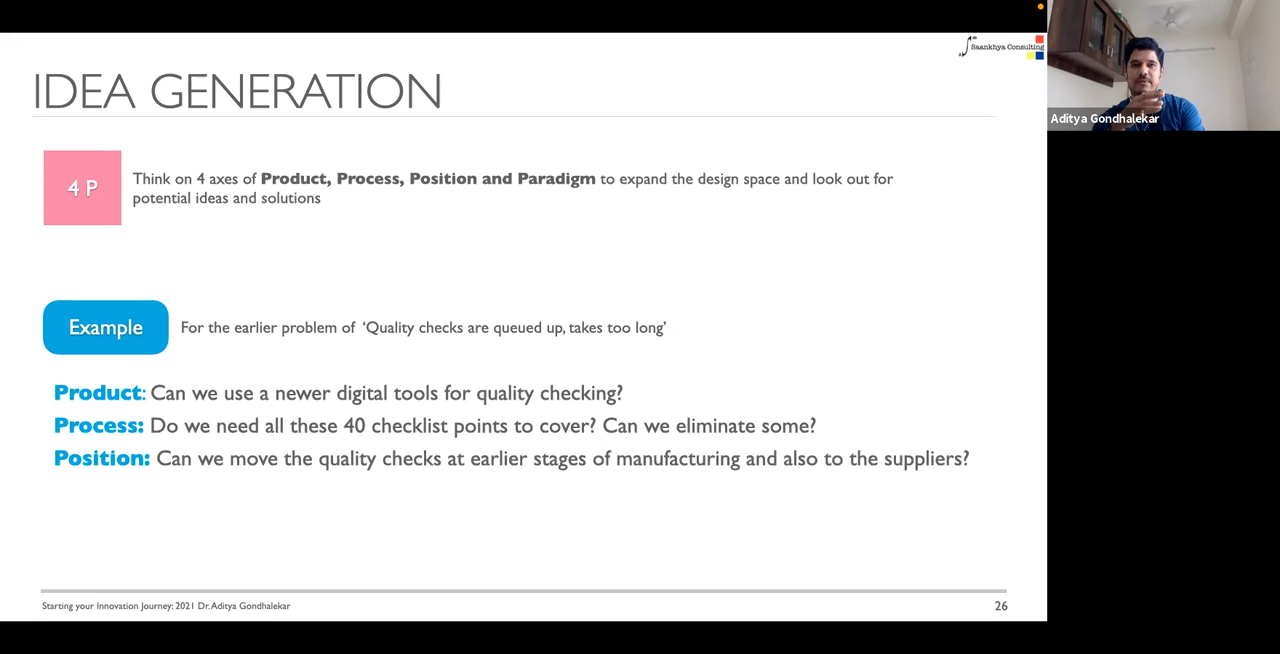 Saankhya Consulting
IDEA GENERATION
Aditya Gondhalekar
4 P
Think on 4 axes of Product, Process, Position and Paradigm to expand the design space and look out for
potential ideas and solutions
Example
For the earlier problem of ‘Quality checks are queued up, takes too long’
Product: Can we use a newer digital tools for quality checking?
Process: Do we need all these 40 checklist points to cover? Can we eliminate some?
Position: Can we move the quality checks at earlier stages of manufacturing and also to the suppliers?
Starting your Innovation Journey: 2021 Dr. Aditya Gondhalekar
26